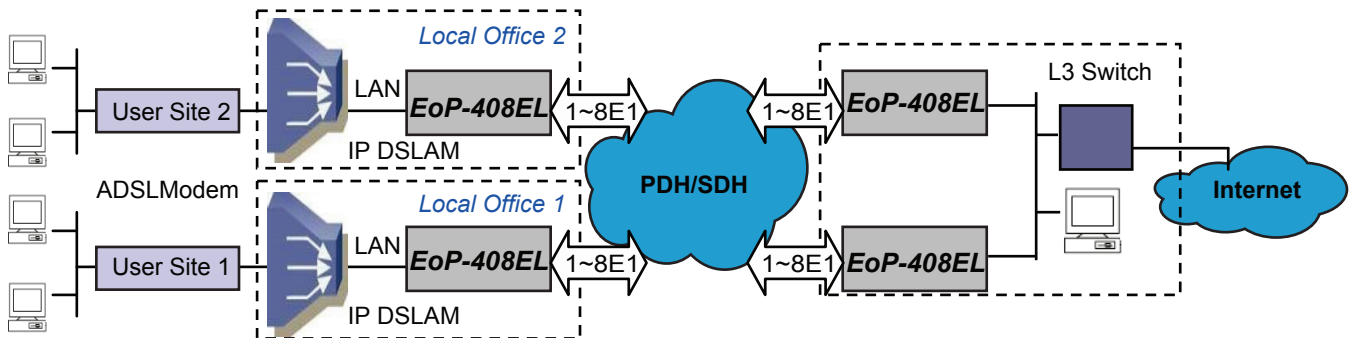 Local Office 2
L3 Switch
LAN
EoP-408EL
1~8E1
1~8E1
EoP-408EL
User Site 2
IP DSLAM
ADSLModem
PDH/SDH
Internet
Local Office 1
LAN
EoP-408EL
1~8E1
1~8E1
EoP-408EL
User Site 1
IP DSLAM